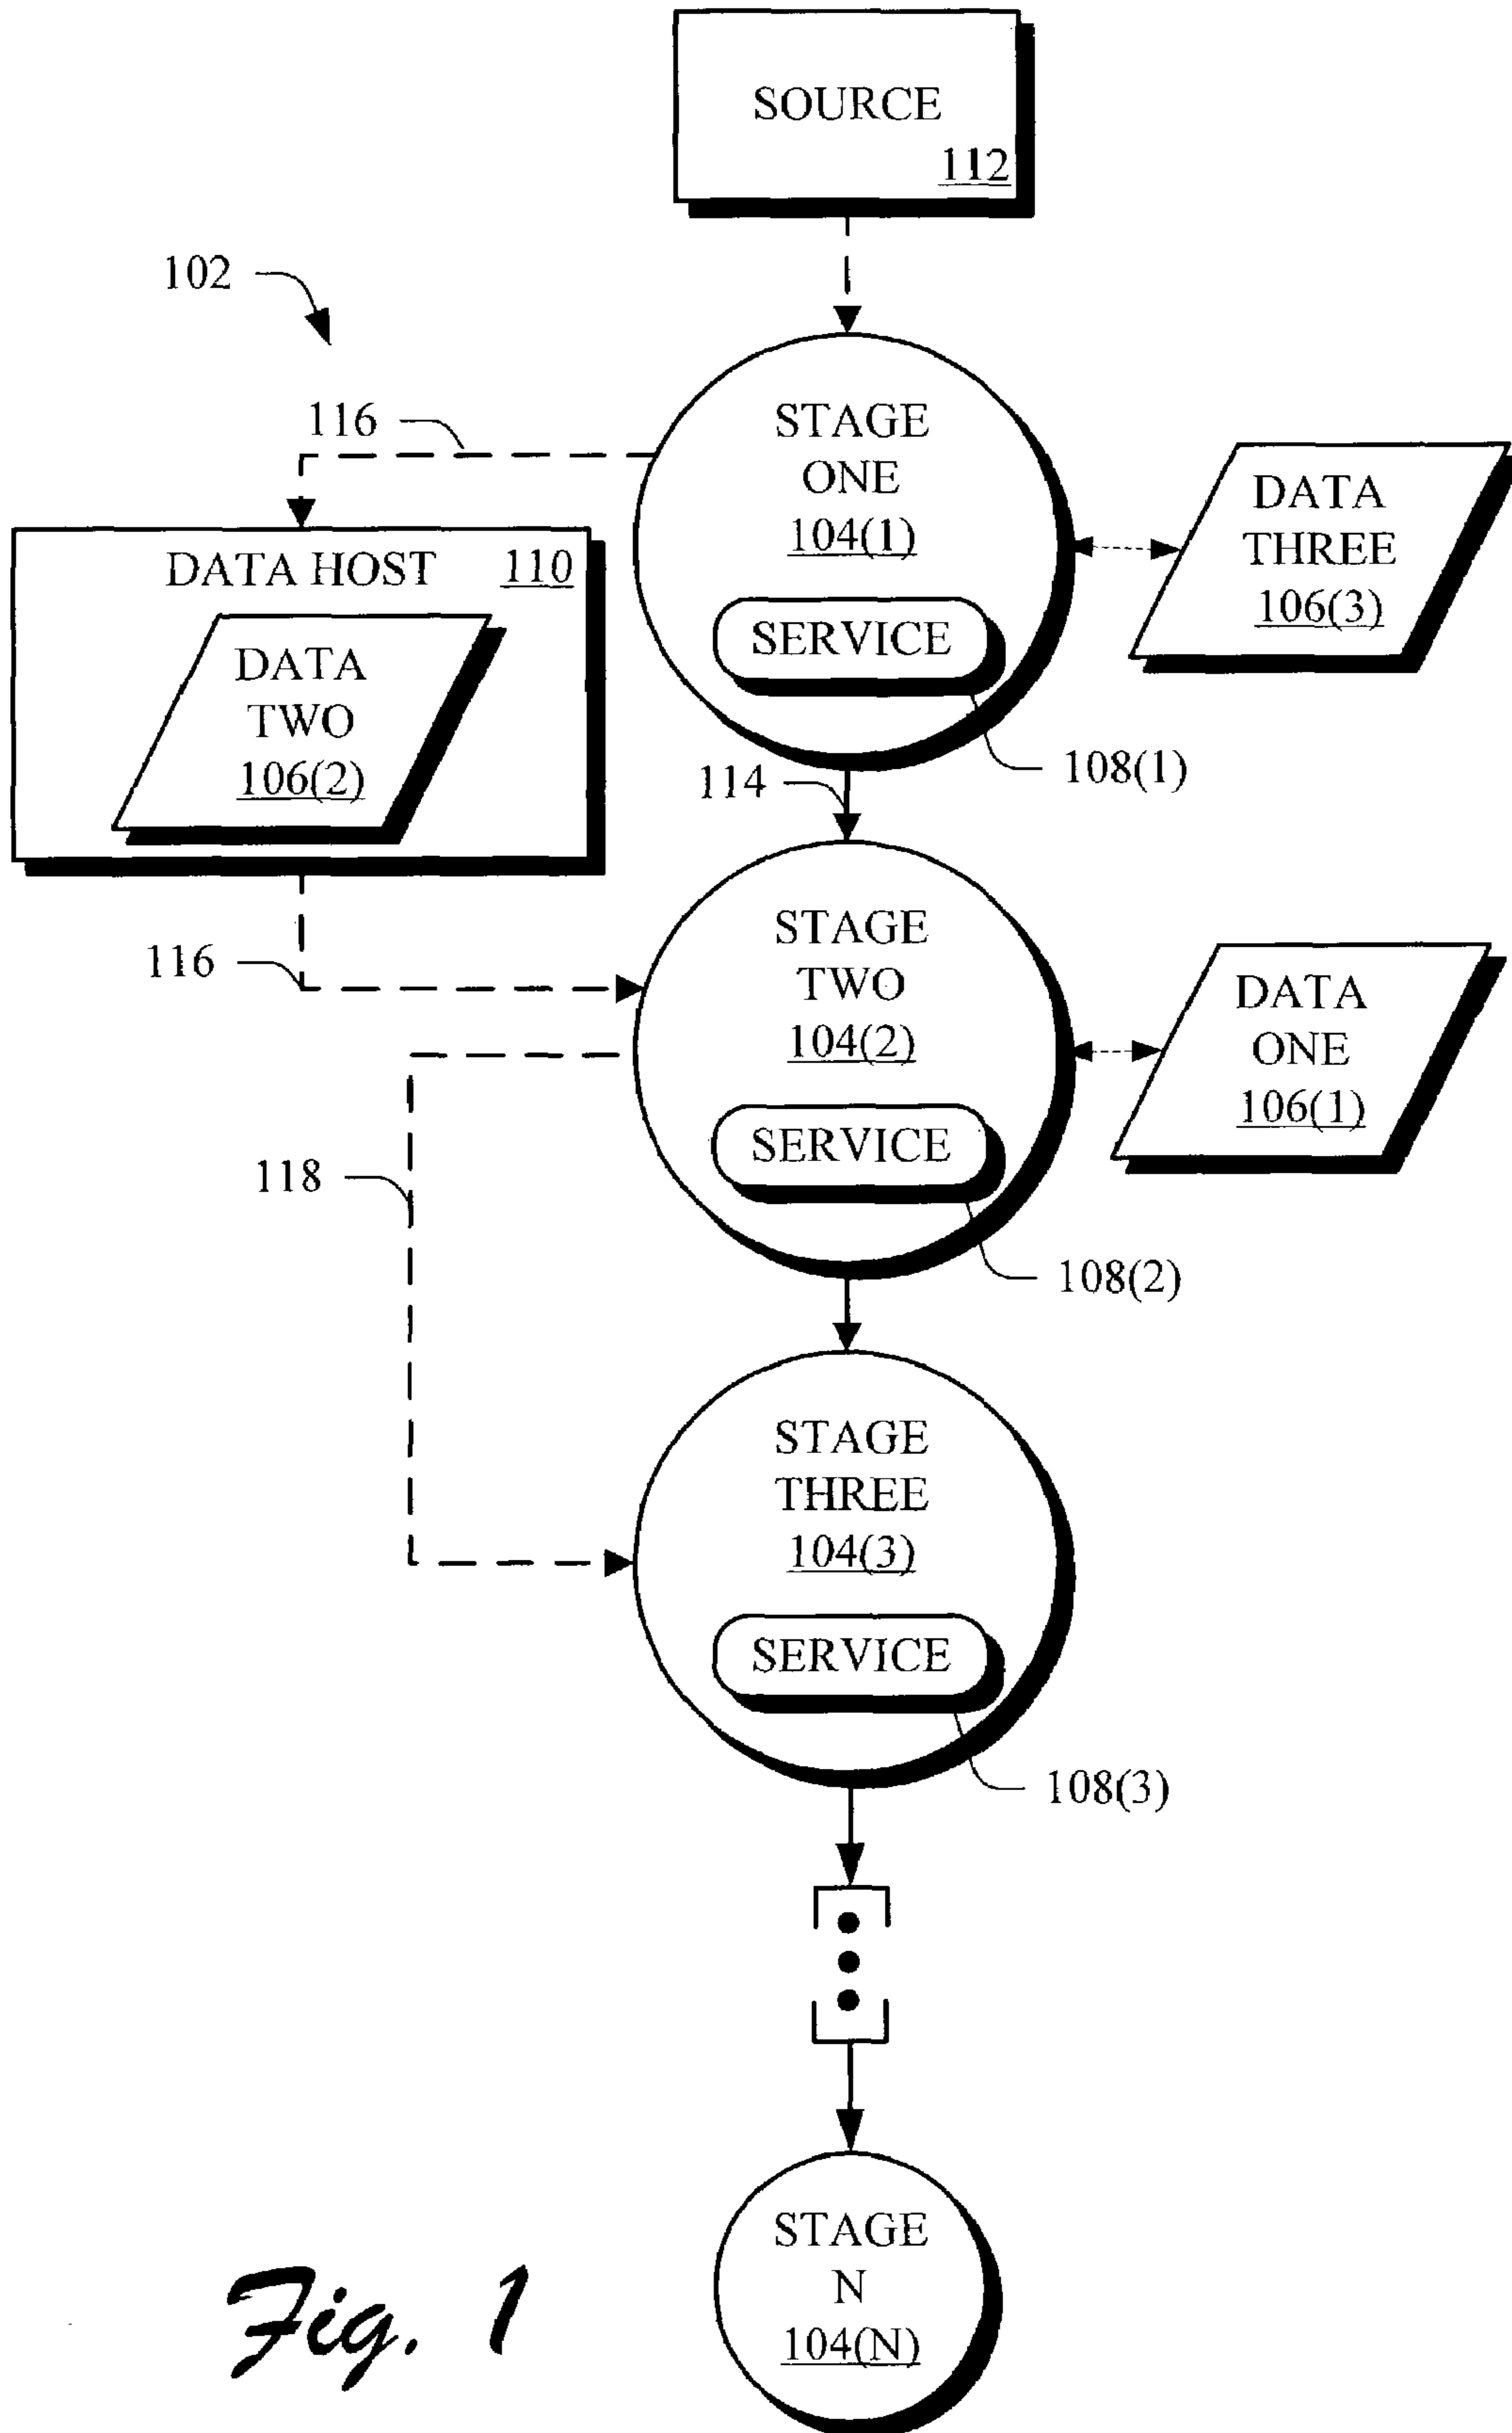 SOURCE
112
102
116
STAGE
ONE
104(1)
SERVICE
DATA
THREE
106(3)
DATA HOST 110
DATA
TWO
106(2)
108(1)
114
116
STAGE
TWO
104(2)
SERVICE
DATA
ONE
106(1)
118
108(2)
STAGE
THREE
104(3)
SERVICE
108(3)
STAGE
N
104(N)
Fig. 1